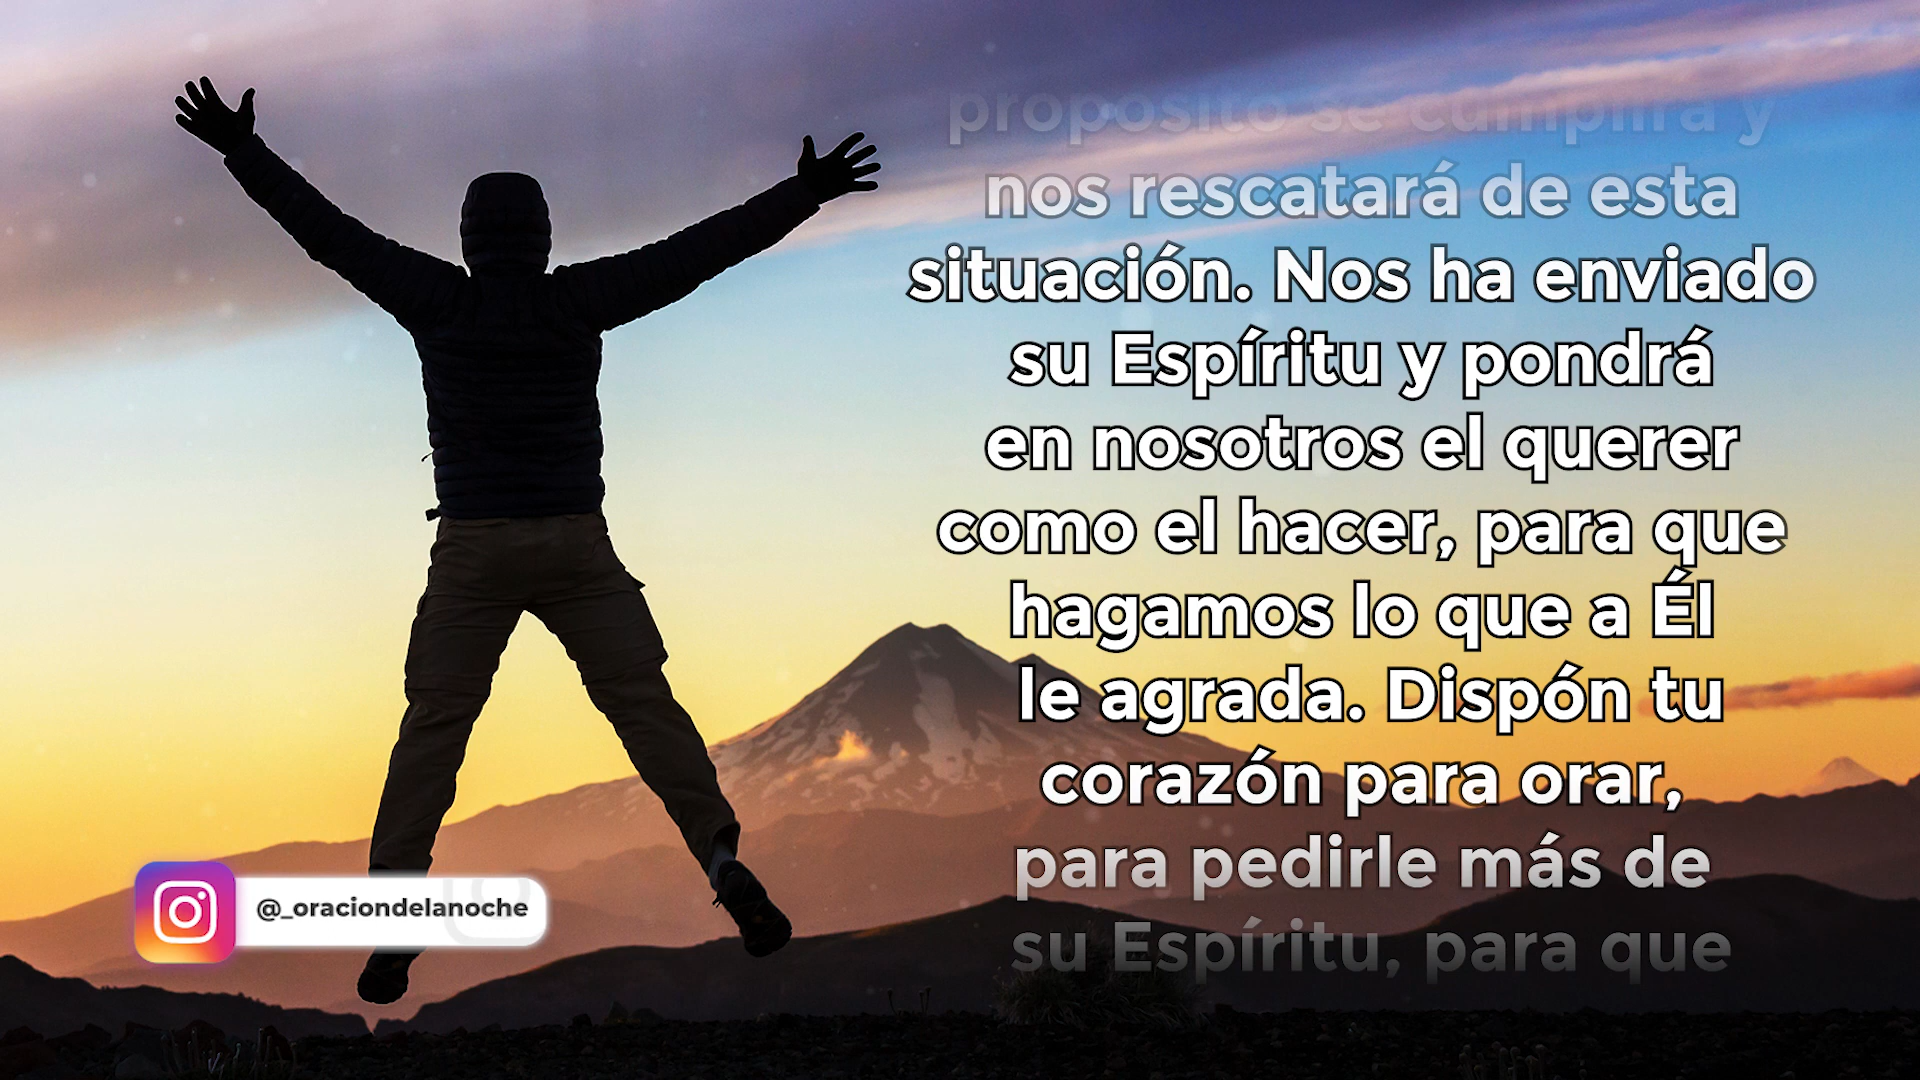 propósito se cumplirá y
nos rescatará de esta
situación. Nos ha enviado
su Espíritu y pondrá
en nosotros el querer
como el hacer, para que
hagamos lo que a Él
le agrada. Dispón tu
corazón para orar,
para pedirle más de
su Espíritu, para que
@_oraciondelanoche